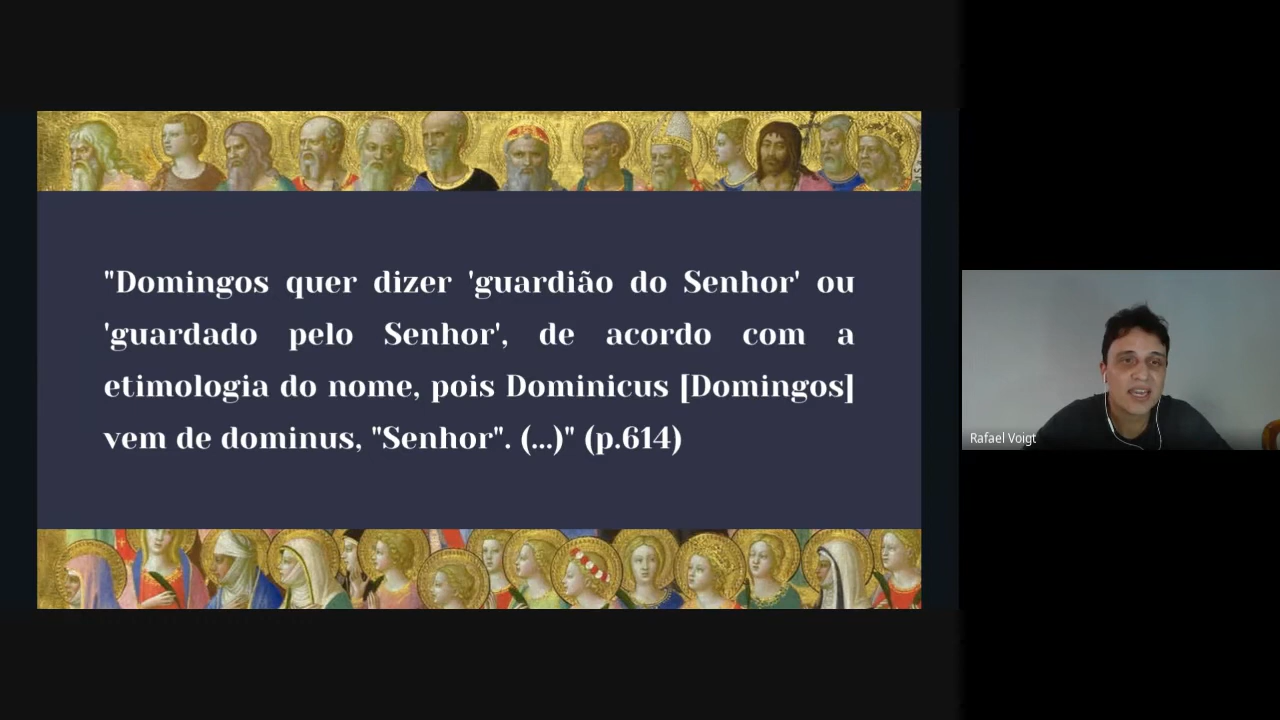 "Domingos quer dizer 'guardião do Senhor' ou
'guardado pelo Senhor', de acordo com a
etimologia do nome, pois Dominicus [Domingos]
vem de dominus, "Senhor". (...)" (p.614)
Rafael Voigt